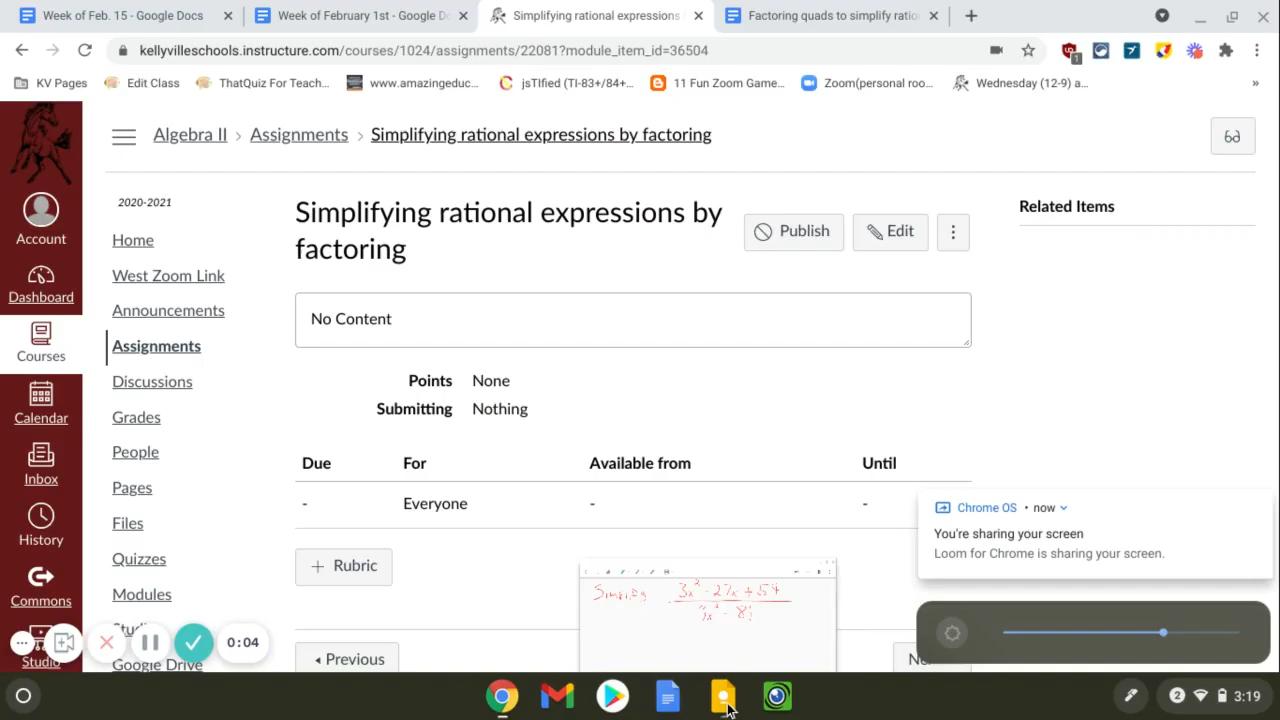 Week of Feb. 15 - Google Docs
Week of February 1st - Google D
Simplifying rational expressions
Factoring quads to simplify ratio
kellyvilleschools.instructure.com/courses/1024/assignments/22081?module_item_id=36504
1
KV Pages
Edit Class
ThatQuiz For Teach...
www.amazingeduc...
jsTIfied (TI-83+/84+...
11 Fun Zoom Game...
Zoom(personal roo...
Wednesday (12-9) a...
»
Algebra II > Assignments > Simplifying rational expressions by factoring
Account
Dashboard
Courses
Calendar
Inbox
History
Commons
Studio
2020-2021
Home
West Zoom Link
Announcements
Assignments
Discussions
Grades
People
Pages
Files
Quizzes
Modules
Google Drive
Simplifying rational expressions by
factoring
Publish
Edit
No Content
Points None
Submitting Nothing
Due For Available from Until
- Everyone - -
+ Rubric
Previous
Related Items
Chrome OS • now
You're sharing your screen
Loom for Chrome is sharing your screen.
Simplify 3x² - 27x + 54
0:04
2
3:19